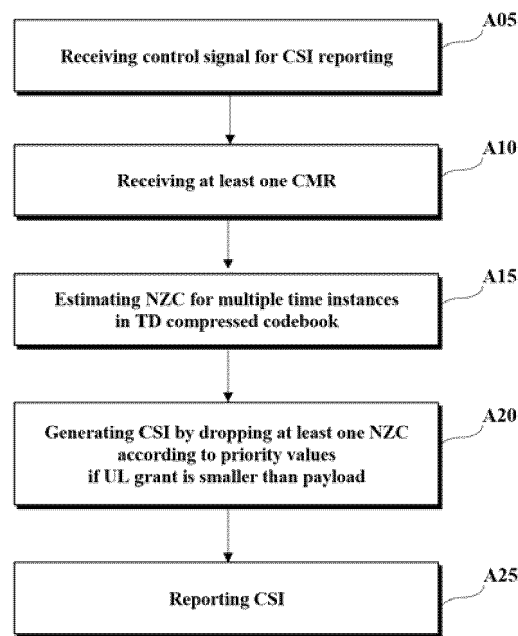 A05
Receiving control signal for CSI reporting
A10
Receiving at least one CMR
A15
Estimating NZC for multiple time instances
in TD compressed codebook
A20
Generating CSI by dropping at least one NZC
according to priority values
if UL grant is smaller than payload
A25
Reporting CSI